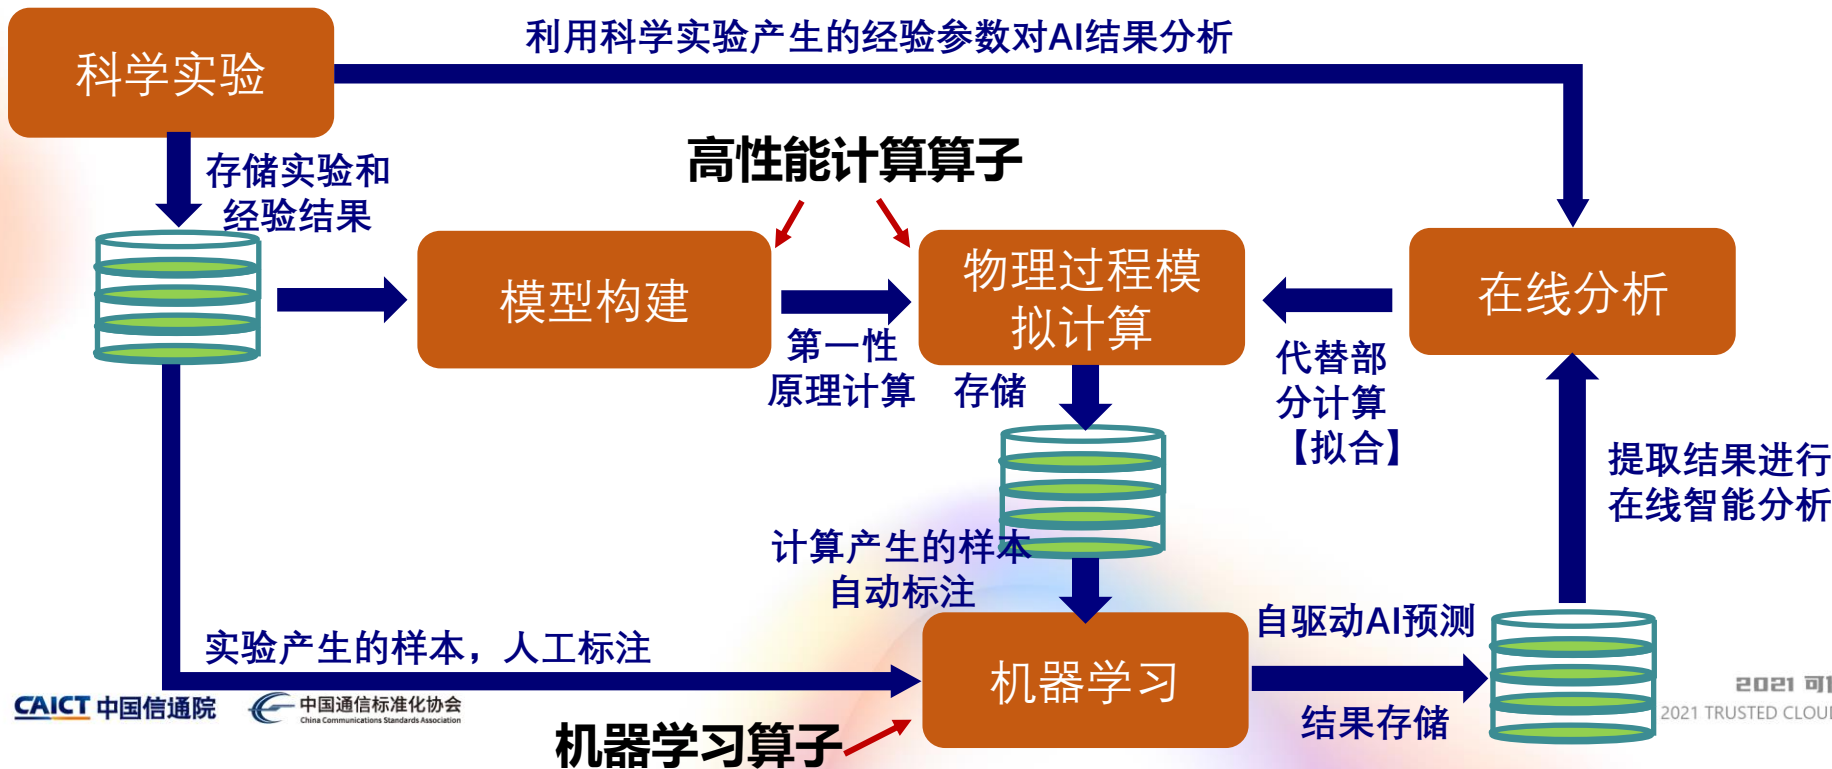 利用科学实验产生的经验参数对AI结果分析
科学实验
存储实验和
经验结果
高性能计算算子
模型构建
第一性
原理计算
物理过程模
拟计算
存储
在线分析
代替部
分计算
【拟合】
提取结果进行
在线智能分析
计算产生的样本
自动标注
实验产生的样本，人工标注
机器学习
自驱动AI预测
结果存储
机器学习算子
CAICT 中国信通院
中国通信标准化协会
China Communications Standards Association
2021 可
2021 TRUSTED CLOUD